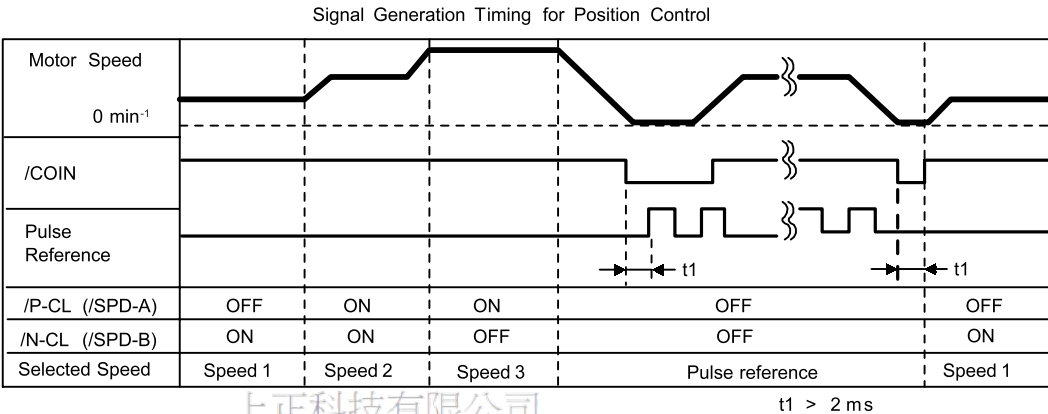 Signal Generation Timing for Position Control
Motor Speed
0 min-1
/COIN
Pulse
Reference
t1 t1
/P-CL (/SPD-A) OFF ON ON OFF OFF
/N-CL (/SPD-B) ON ON OFF OFF ON
Selected Speed Speed 1 Speed 2 Speed 3 Pulse reference Speed 1
t1 > 2 ms
上正科技有限公司